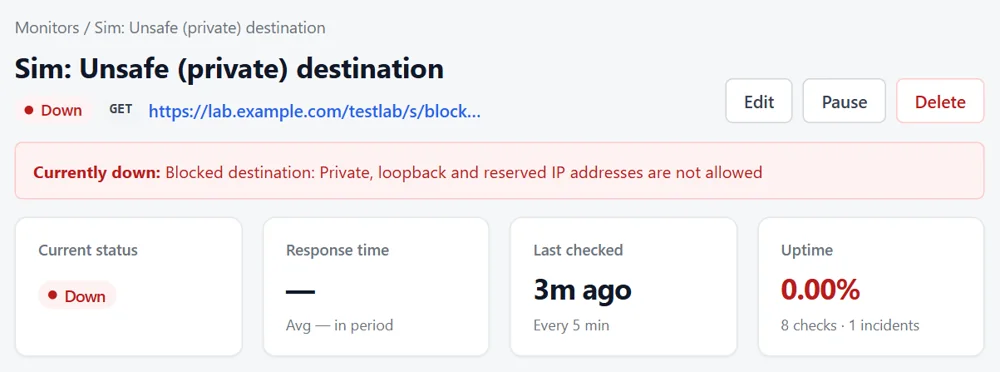 Monitors / Sim: Unsafe (private) destination
Sim: Unsafe (private) destination
Down GET https://lab.example.com/testlab/s/block...
Edit Pause Delete
Currently down: Blocked destination: Private, loopback and reserved IP addresses are not allowed
Current status
Down
Response time
—
Avg — in period
Last checked
3m ago
Every 5 min
Uptime
0.00%
8 checks · 1 incidents